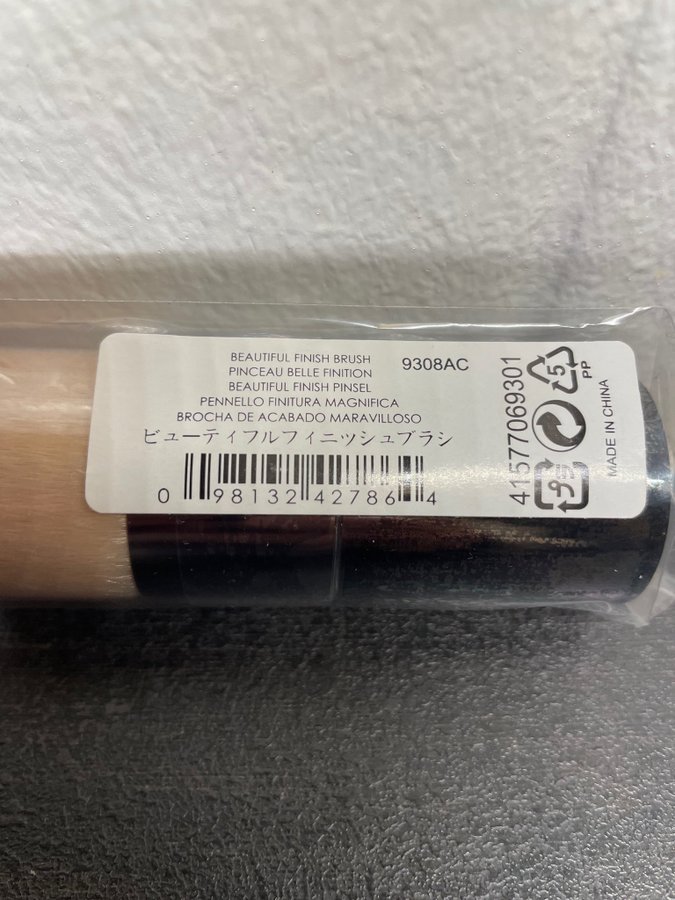 BEAUTIFUL FINISH BRUSH
PINCEAU BELLE FINITION
BEAUTIFUL FINISH PINSEL
PENNELLO FINITURA MAGNIFICA
BROCHA DE ACABADO MARAVILLOSO
ビューティフルフィニッシュブラシ
0 98132 42786 4
9308AC
41577069301
5
PP
プラ
MADE IN CHINA